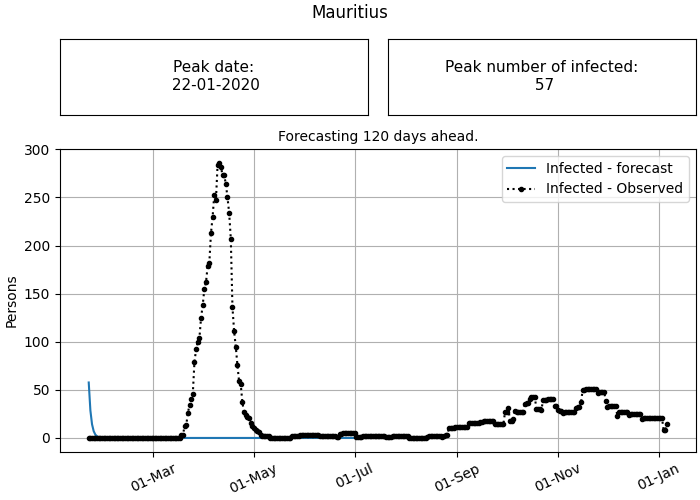 Mauritius
Peak date:
22-01-2020
Peak number of infected:
57
Forecasting 120 days ahead.
Infected - forecast
Infected - Observed
Persons
300
250
200
150
100
50
0
01-Mar
01-May
01-Jul
01-Sep
01-Nov
01-Jan